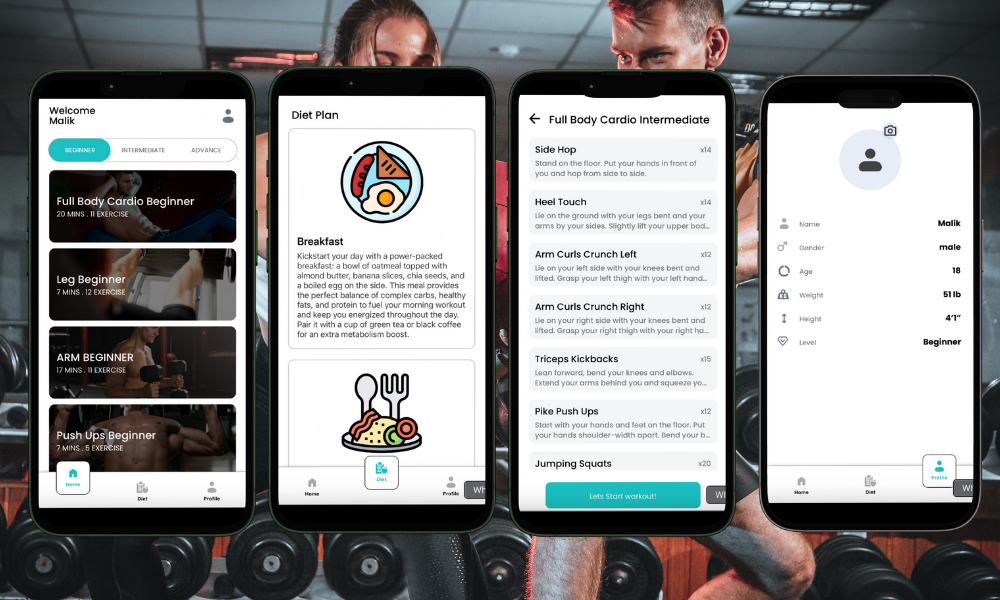 Welcome
Malik
BEGINNER
INTERMEDIATE
ADVANCE
Full Body Cardio Beginner
20 MINS . 11 EXERCISE
Leg Beginner
7 MINS . 12 EXERCISE
ARM BEGINNER
17 MINS . 11 EXERCISE
Push Ups Beginner
7 MINS . 5 EXERCISE
Home
Diet
Profile
Diet Plan
Breakfast
Kickstart your day with a power-packed
breakfast: a bowl of oatmeal topped with
almond butter, banana slices, chia seeds, and
a boiled egg on the side. This meal provides
the perfect balance of complex carbs, healthy
fats, and protein to fuel your morning workout
and keep you energized throughout the day.
Pair it with a cup of green tea or black coffee
for an extra metabolism boost.
Home
Diet
Profile
Wh
Full Body Cardio Intermediate
Side Hop x14
Stand on the floor. Put your hands in front of
you and hop from side to side.
Heel Touch x14
Lie on the ground with your legs bent and your
arms by your sides. Slightly lift your upper bod...
Arm Curls Crunch Left x12
Lie on your left side with your knees bent and
lifted. Grasp your left thigh with your left hand...
Arm Curls Crunch Right x12
Lie on your right side with your knees bent and
lifted. Grasp your right thigh with your right ha...
Triceps Kickbacks x15
Lean forward, bend your knees and elbows.
Extend your arms behind you and squeeze yo...
Pike Push Ups x12
Start with your hands and feet on the floor. Put
your hands shoulder-width apart. Bend your b...
Jumping Squats x20
Lets Start warkout!
Wh
Name Malik
Gender male
Age 18
Weight 51 lb
Height 4'1"
Level Beginner
Home
Diet
Profile
Wh